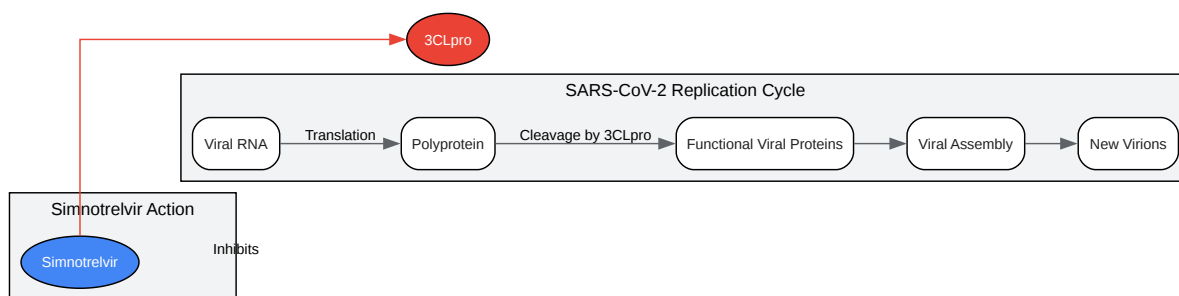 3CLpro
SARS-CoV-2 Replication Cycle
Viral RNA
Translation
Polyprotein
Cleavage by 3CLpro
Functional Viral Proteins
Viral Assembly
New Virions
Simnotrelvir Action
Simnotrelvir
Inhibits